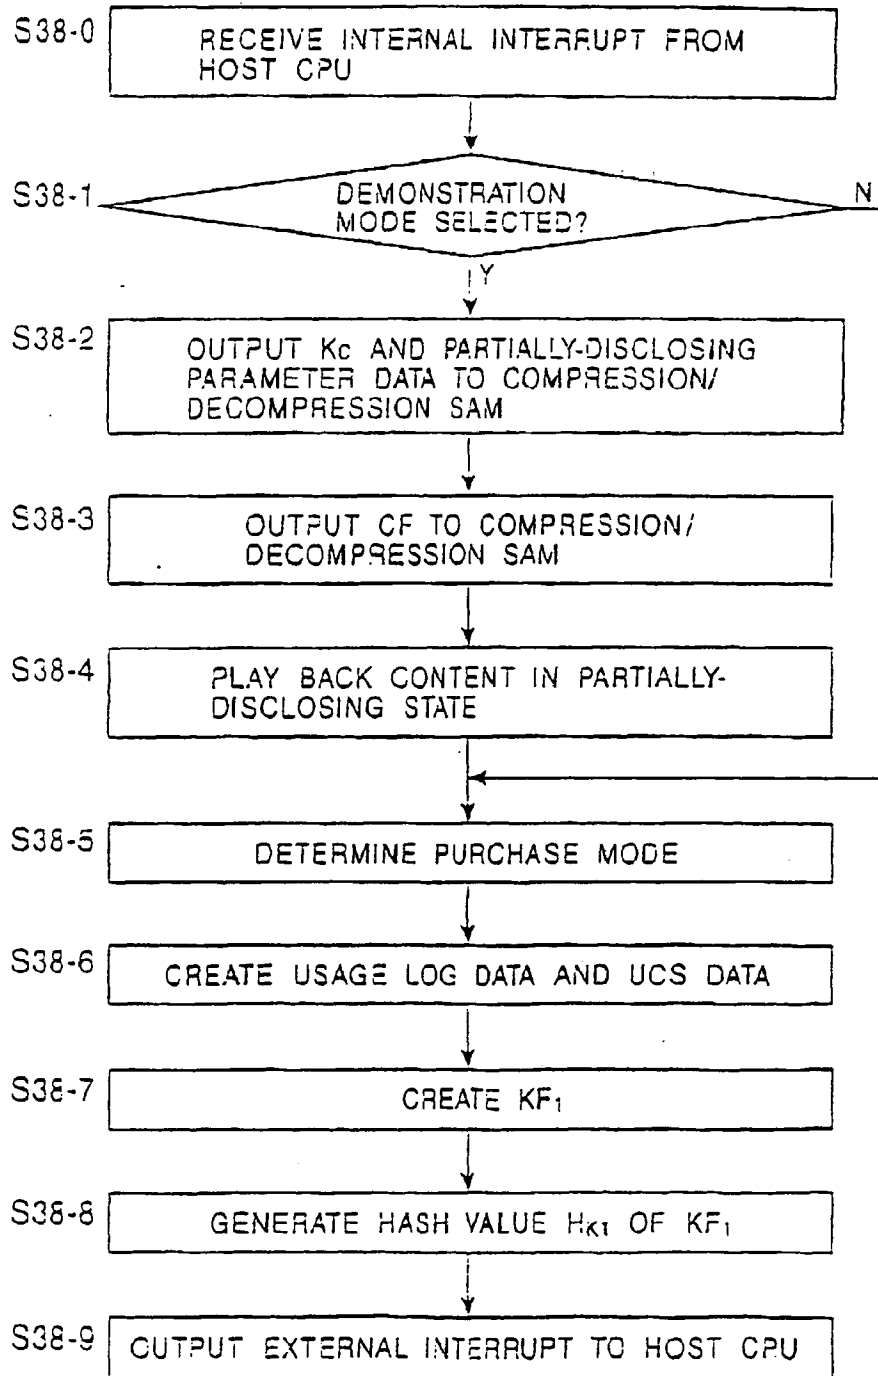 S38-0
RECEIVE INTERNAL INTERRUPT FROM
HOST CPU
S38-1
DEMONSTRATION
MODE SELECTED?
N
Y
S38-2
OUTPUT Kc AND PARTIALLY-DISCLOSING
PARAMETER DATA TO COMPRESSION/
DECOMPRESSION SAM
S38-3
OUTPUT CF TO COMPRESSION/
DECOMPRESSION SAM
S38-4
PLAY BACK CONTENT IN PARTIALLY-
DISCLOSING STATE
S38-5
DETERMINE PURCHASE MODE
S38-6
CREATE USAGE LOG DATA AND UCS DATA
S38-7
CREATE KF₁
S38-8
GENERATE HASH VALUE HK1 OF KF₁
S38-9
OUTPUT EXTERNAL INTERRUPT TO HOST CPU